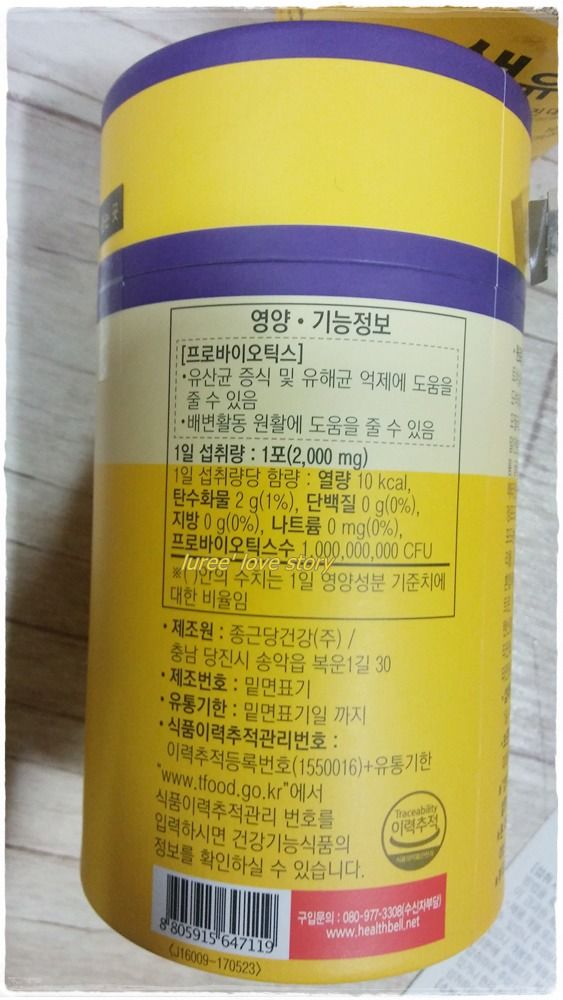 영양•기능정보
[프로바이오틱스]
•유산균 증식 및 유해균 억제에 도움을
줄 수 있음
•배변활동 원활에 도움을 줄 수 있음
1일 섭취량 : 1포(2,000 mg)
1일 섭취량당 함량 : 열량 10 kcal,
탄수화물 2 g(1%), 단백질 0 g(0%),
지방 0 g(0%), 나트륨 0 mg(0%),
프로바이오틱스수 1,000,000,000 CFU
luree' love story
※( )안의 수치는 1일 영양성분 기준치에
대한 비율임
•제조원 : 종근당건강(주) /
충남 당진시 송악읍 복운1길 30
•제조번호 : 밑면표기
•유통기한 : 밑면표기일 까지
•식품이력추적관리번호 :
이력추적등록번호(1550016)+유통기한
"www.tfood.go.kr"에서
식품이력추적관리 번호를
입력하시면 건강기능식품의
정보를 확인하실 수 있습니다.
Traceability
이력추적
구입문의 : 080-977-3308(수신자부담)
www.healthbell.net
8 805915 647119
〈J16009-170523〉